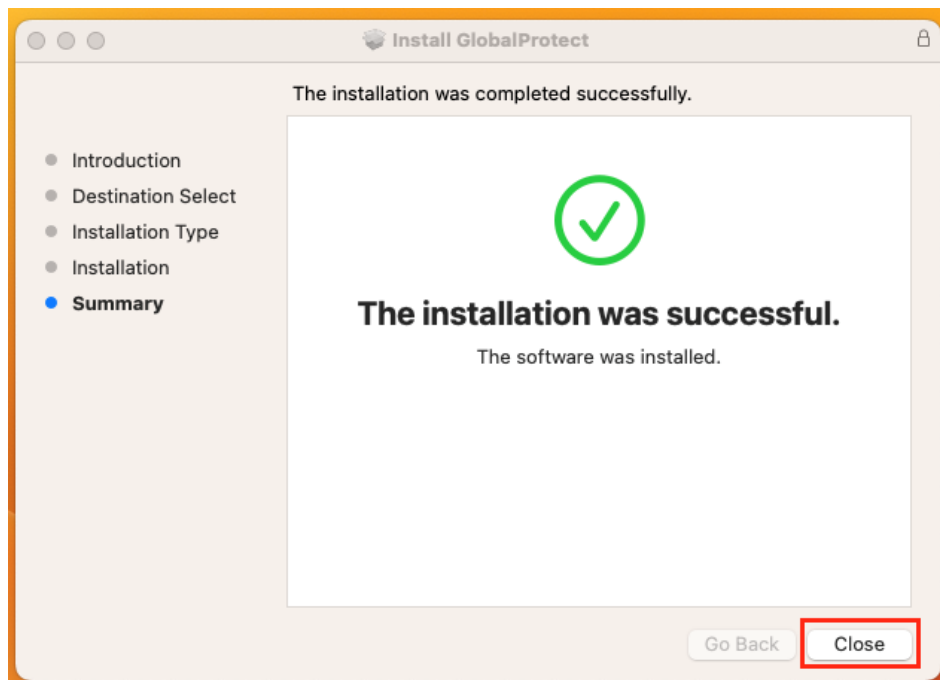 Install GlobalProtect
The installation was completed successfully.
Introduction
Destination Select
Installation Type
Installation
Summary
The installation was successful.
The software was installed.
Go Back
Close